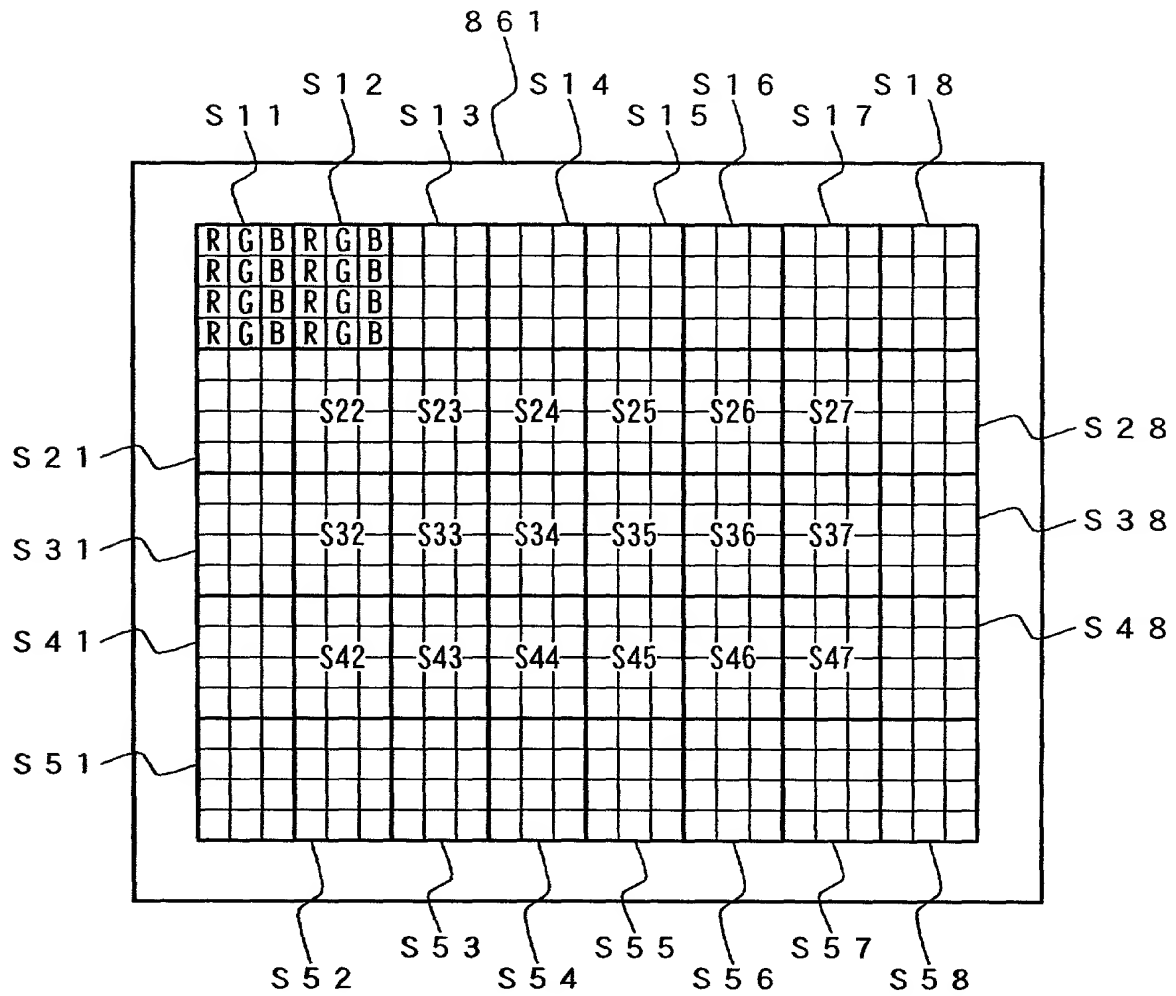 861
S12 S14 S16 S18
S11 S13 S15 S17
R G B R G B
R G B R G B
R G B R G B
R G B R G B
S22 S23 S24 S25 S26 S27
S28
S21
S38
S32 S33 S34 S35 S36 S37
S31
S48
S41
S42 S43 S44 S45 S46 S47
S51
S53 S55 S57
S52 S54 S56 S58